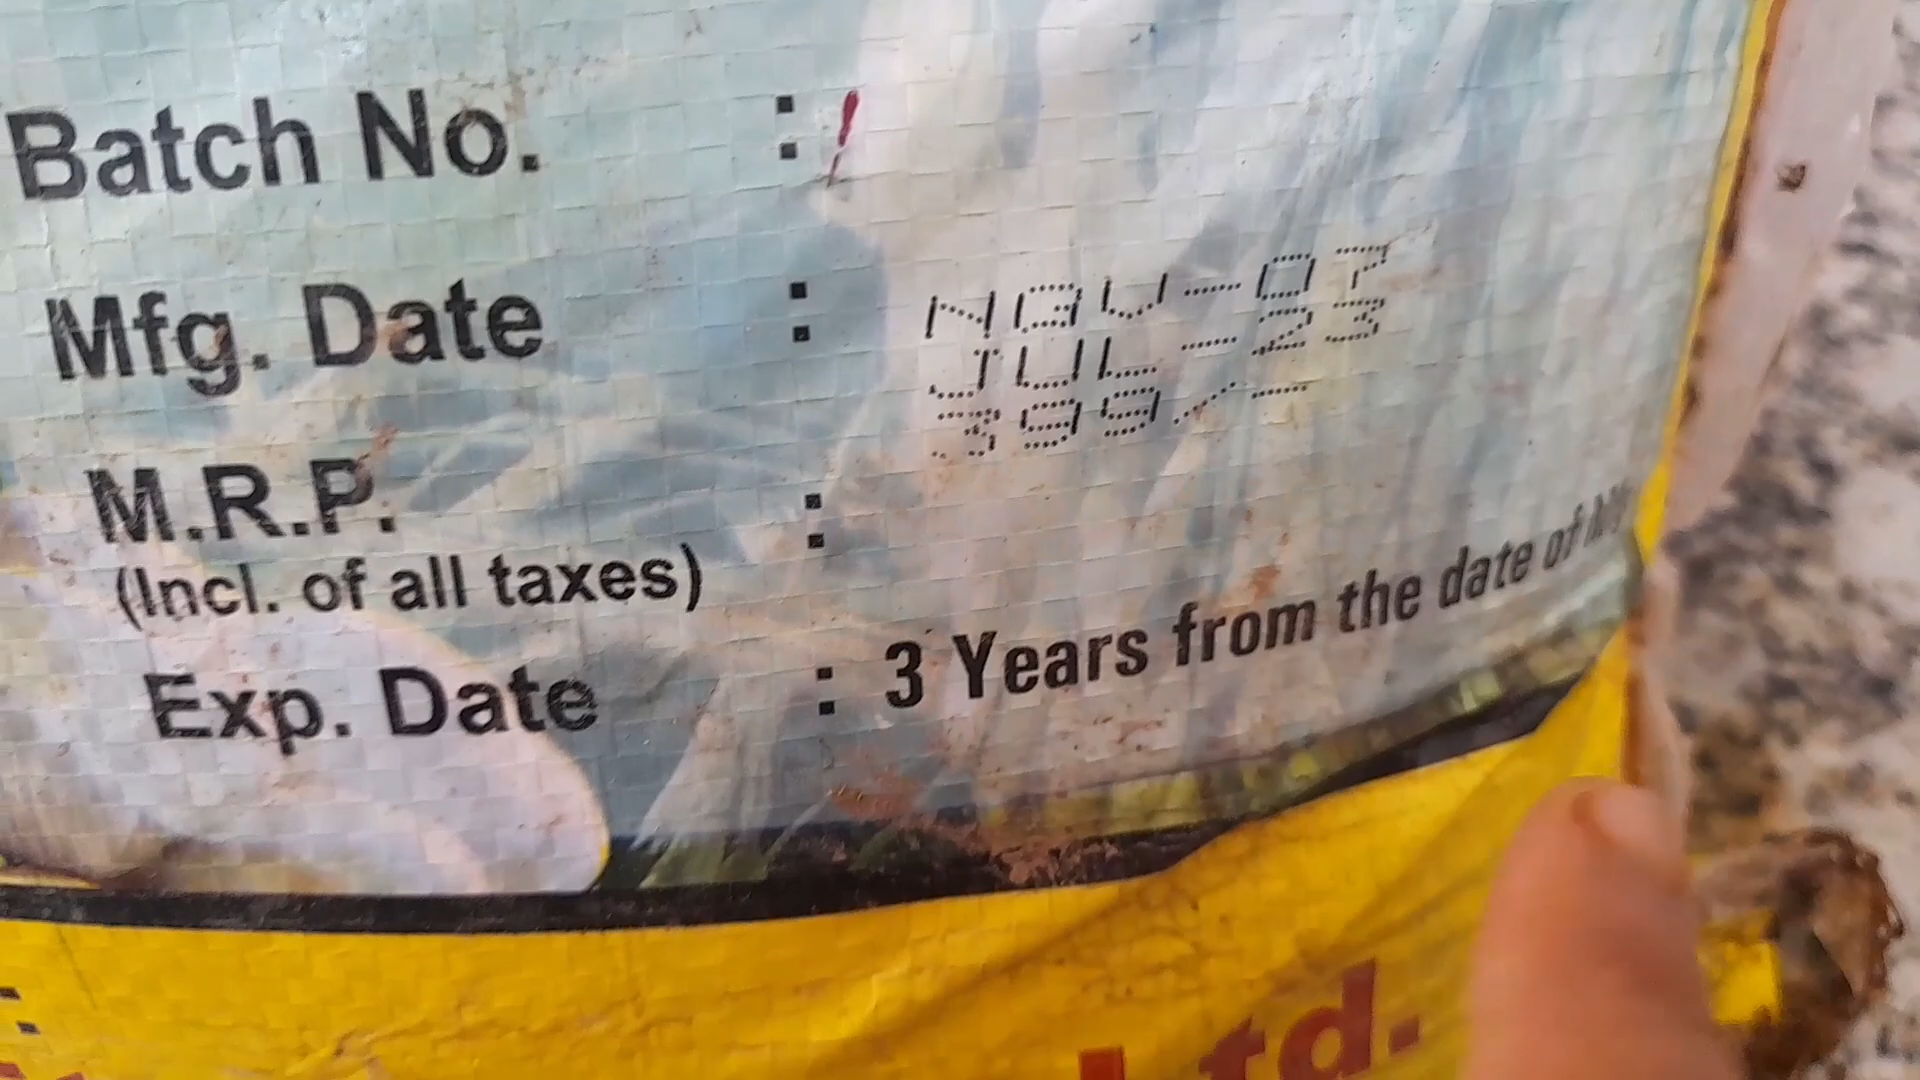 Batch No. :
Mfg. Date :
NGV-07
JUL-23
399/-
M.R.P. :
(Incl. of all taxes)
Exp. Date : 3 Years from the date of
Ltd.